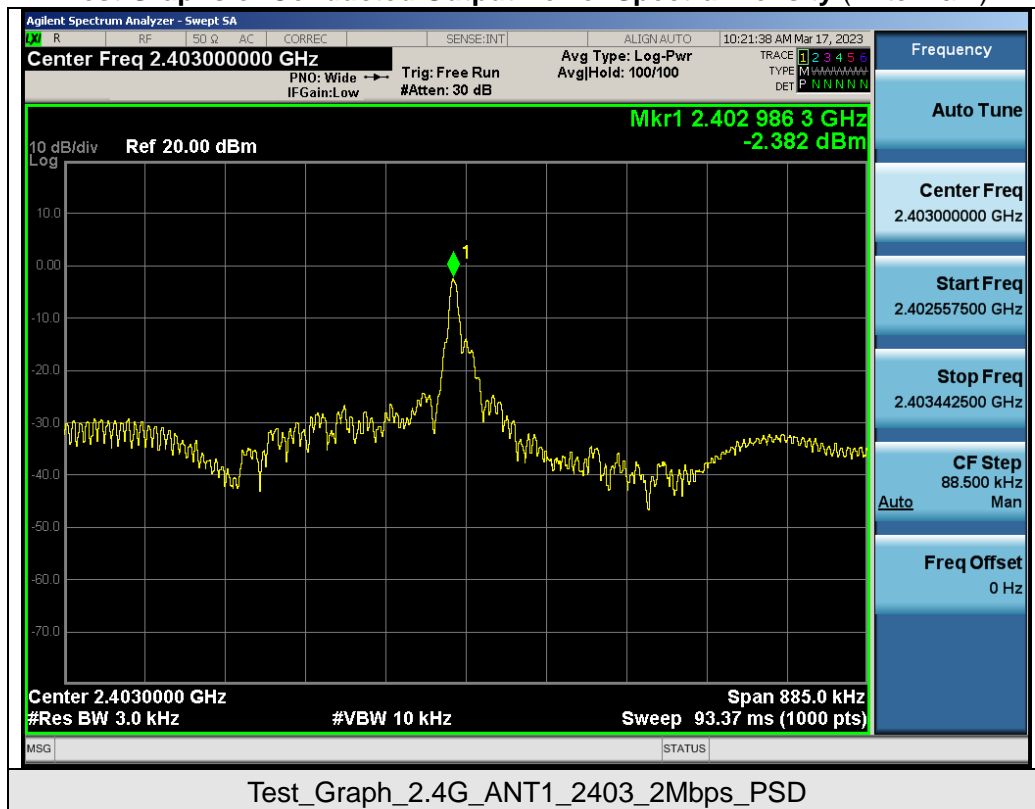 Agilent Spectrum Analyzer - Swept SA
LXI R RF 50 Ω AC CORREC SENSE:INT ALIGN AUTO 10:21:38 AM Mar 17, 2023
Center Freq 2.403000000 GHz
PNO: Wide
IFGain:Low
Trig: Free Run
#Atten: 30 dB
Avg Type: Log-Pwr
Avg|Hold: 100/100
TRACE 1 2 3 4 5 6
TYPE M
DET P N N N N N
Mkr1 2.402 986 3 GHz
-2.382 dBm
10 dB/div Ref 20.00 dBm
Log
1
10.0
0.00
-10.0
-20.0
-30.0
-40.0
-50.0
-60.0
-70.0
Center 2.4030000 GHz Span 885.0 kHz
#Res BW 3.0 kHz #VBW 10 kHz Sweep 93.37 ms (1000 pts)
MSG STATUS
Frequency
Auto Tune
Center Freq
2.403000000 GHz
Start Freq
2.402557500 GHz
Stop Freq
2.403442500 GHz
CF Step
88.500 kHz
Auto Man
Freq Offset
0 Hz
Test_Graph_2.4G_ANT1_2403_2Mbps_PSD